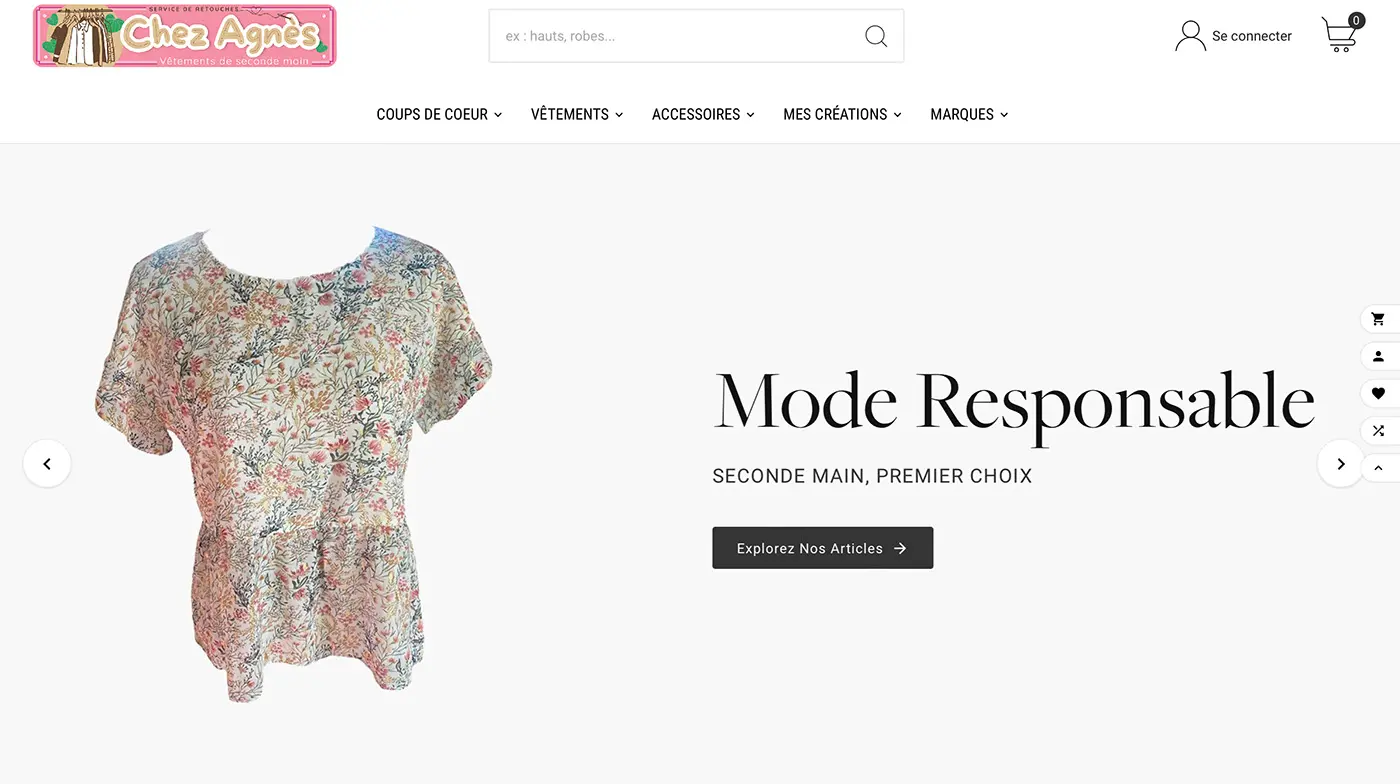 SERVICE DE RETOUCHES
Chez Agnès
Vêtements de seconde main
ex : hauts, robes...
Se connecter
0
COUPS DE COEUR
VÊTEMENTS
ACCESSOIRES
MES CRÉATIONS
MARQUES
Mode Responsable
SECONDE MAIN, PREMIER CHOIX
Explorez Nos Articles